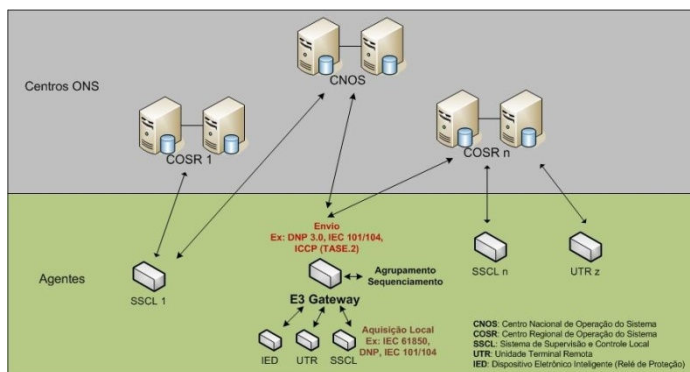 CNOS
Centros ONS
COSR 1
COSR n
Envio
Ex: DNP 3.0, IEC 101/104,
ICCP (TASE.2)
Agentes
SSCL 1
Agrupamento
Sequenciamento
SSCL n
UTR z
E3 Gateway
Aquisição Local
Ex: IEC 61850,
DNP, IEC 101/104
IED
UTR
SSCL
CNOS: Centro Nacional de Operação do Sistema
COSR: Centro Regional de Operação do Sistema
SSCL: Sistema de Supervisão e Controle Local
UTR: Unidade Terminal Remota
IED: Dispositivo Eletrônico Inteligente (Relé de Proteção)